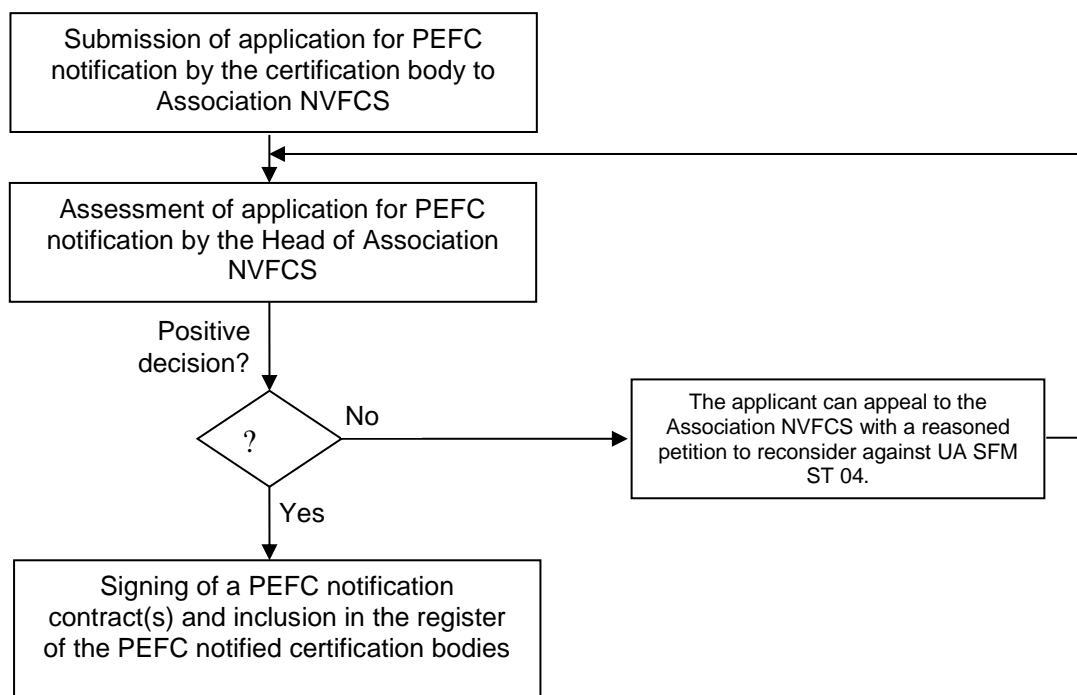 Submission of application for PEFC
notification by the certification body to
Association NVFCS
Assessment of application for PEFC
notification by the Head of Association
NVFCS
Positive
decision?
?
No
The applicant can appeal to the
Association NVFCS with a reasoned
petition to reconsider against UA SFM
ST 04.
Yes
Signing of a PEFC notification
contract(s) and inclusion in the register
of the PEFC notified certification bodies